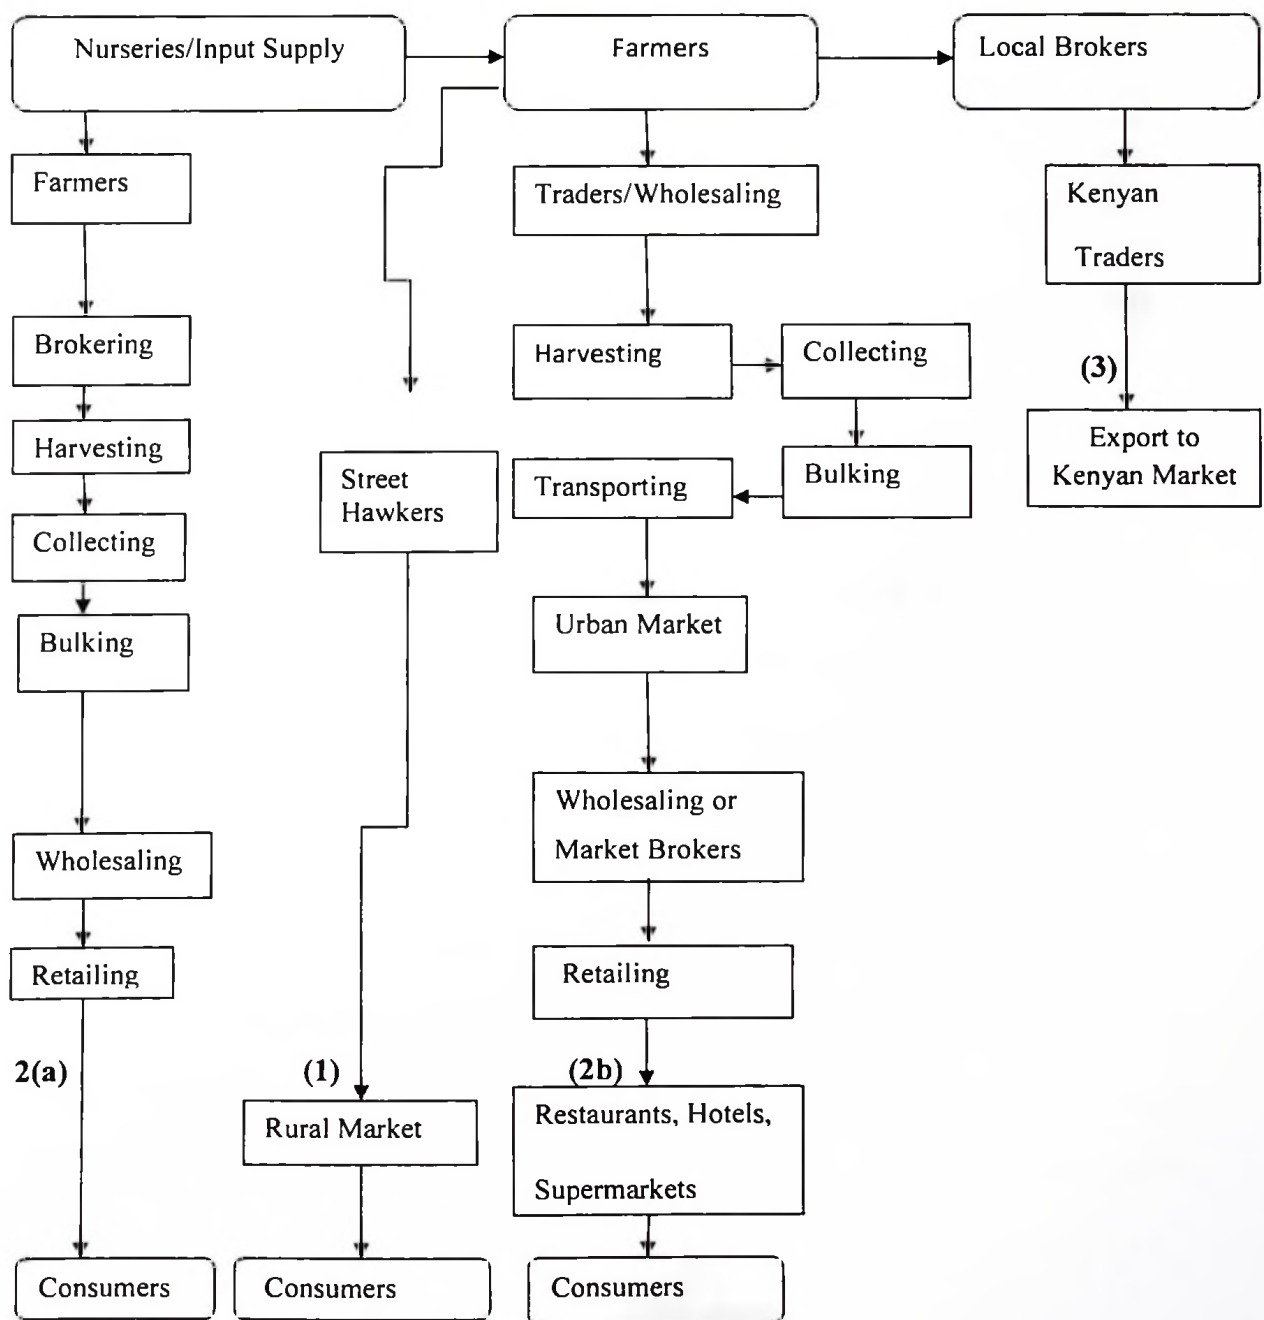 Nurseries/Input Supply
Farmers
Local Brokers
Farmers
Traders/Wholesaling
Kenyan
Traders
Brokering
Harvesting
Collecting
(3)
Harvesting
Export to
Kenyan Market
Street
Hawkers
Transporting
Bulking
Collecting
Bulking
Urban Market
Wholesaling or
Market Brokers
Wholesaling
Retailing
Retailing
2(a)
(1)
(2b)
Rural Market
Restaurants, Hotels,
Supermarkets
Consumers
Consumers
Consumers